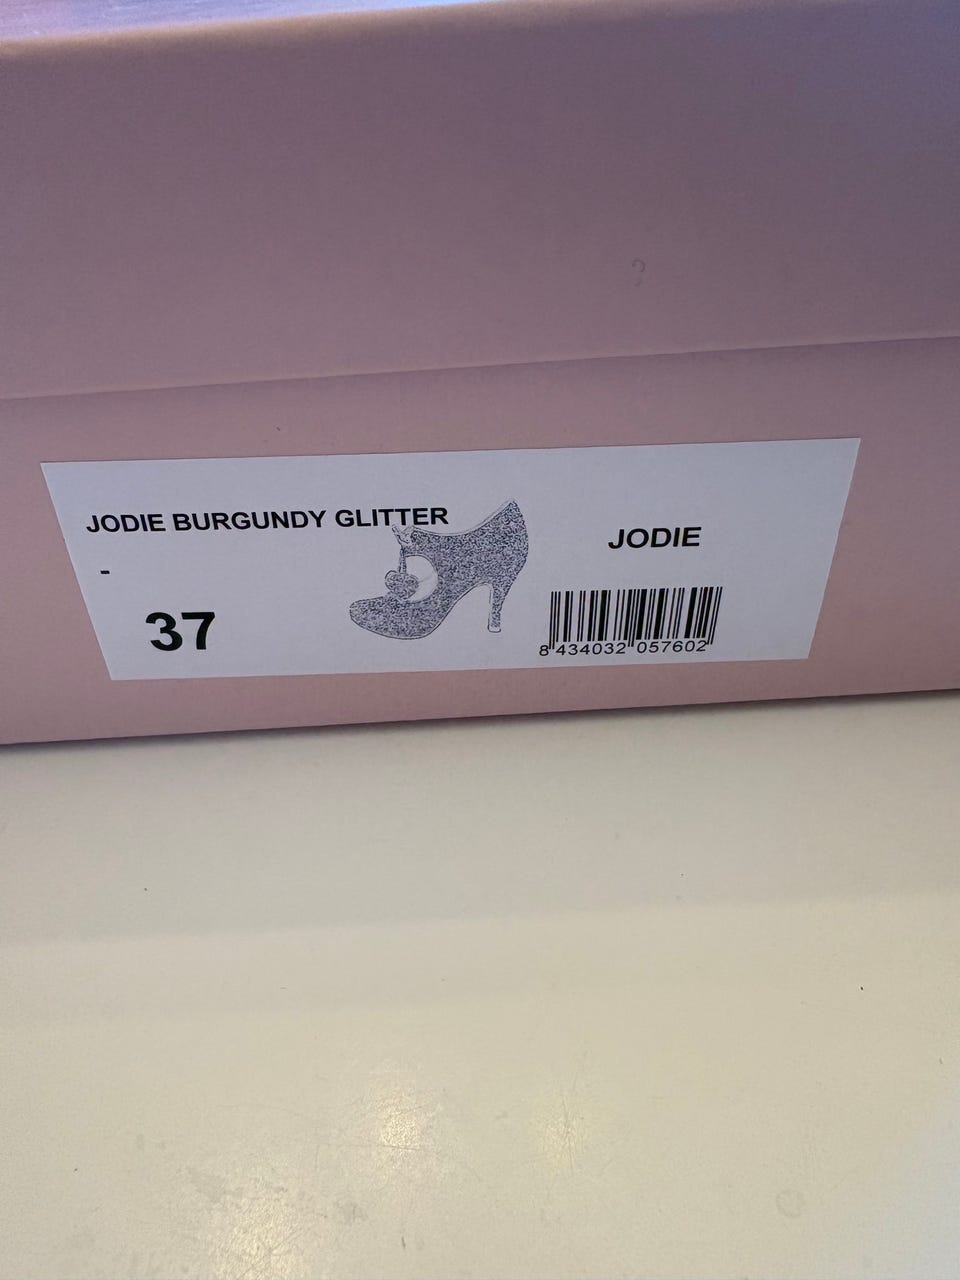 JODIE BURGUNDY GLITTER
-
37
JODIE
8 434032 057602